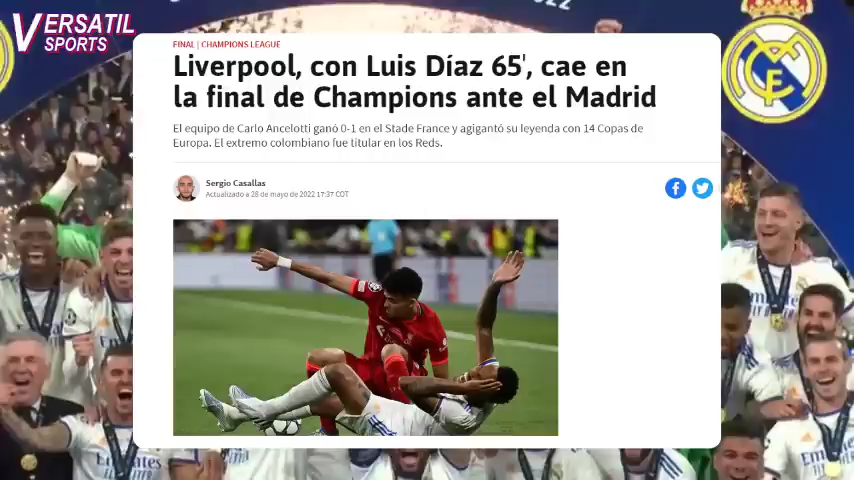 VERSATIL
SPORTS
FINAL | CHAMPIONS LEAGUE
Liverpool, con Luis Díaz 65', cae en
la final de Champions ante el Madrid
El equipo de Carlo Ancelotti ganó 0-1 en el Stade France y agigantó su leyenda con 14 Copas de
Europa. El extremo colombiano fue titular en los Reds.
Sergio Casallas
Actualizado a 28 de mayo de 2022 17:37 COT